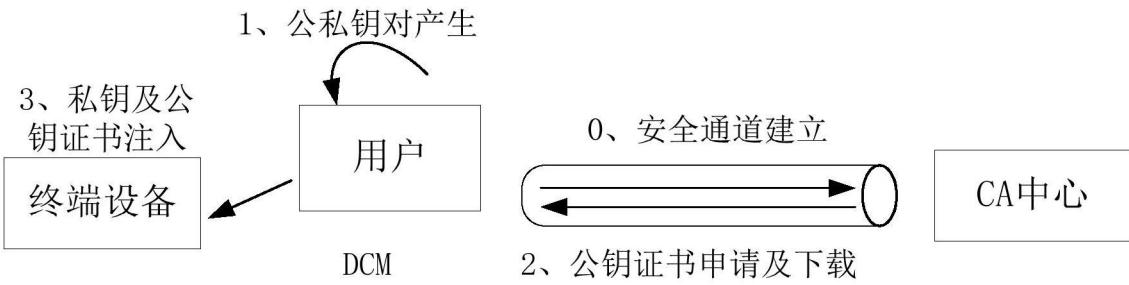 1、公私钥对产生
3、私钥及公
钥证书注入
终端设备
用户
DCM
0、安全通道建立
2、公钥证书申请及下载
CA中心